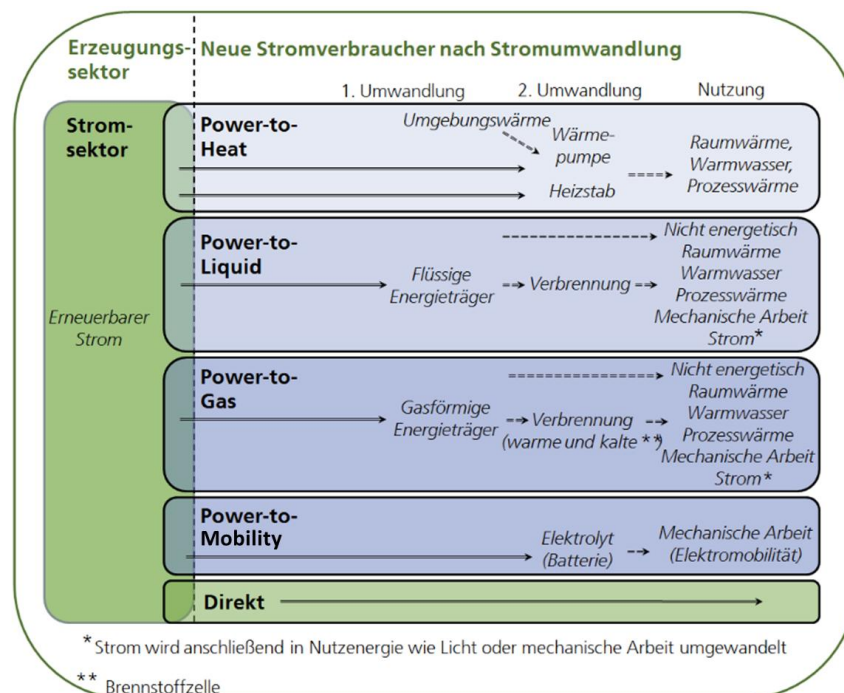 Erzeugungs-
sektor
Neue Stromverbraucher nach Stromumwandlung
1. Umwandlung
2. Umwandlung
Nutzung
Strom-
sektor
Erneuerbarer
Strom
Power-to-
Heat
Umgebungswärme
Wärme-
pumpe
Heizstab
Raumwärme,
Warmwasser,
Prozesswärme
Power-to-
Liquid
Flüssige
Energieträger
Verbrennung
Nicht energetisch
Raumwärme
Warmwasser
Prozesswärme
Mechanische Arbeit
Strom*
Power-to-
Gas
Gasförmige
Energieträger
Verbrennung
(warme und kalte **)
Nicht energetisch
Raumwärme
Warmwasser
Prozesswärme
Mechanische Arbeit
Strom*
Power-to-
Mobility
Elektrolyt
(Batterie)
Mechanische Arbeit
(Elektromobilität)
Direkt
* Strom wird anschließend in Nutzenergie wie Licht oder mechanische Arbeit umgewandelt
** Brennstoffzelle